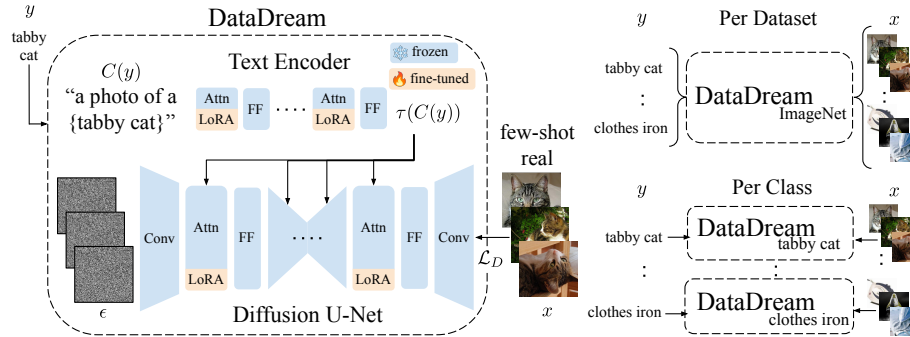 y
DataDream
tabby
cat
C(y)
"a photo of a
{tabby cat}"
Text Encoder
frozen
fine-tuned
Attn
LoRA
FF
. . . .
Attn
LoRA
FF
τ(C(y))
few-shot
real
Conv
Attn
LoRA
FF
. . . .
Attn
LoRA
FF
Conv
ℒ_D
ϵ
Diffusion U-Net
x
y
Per Dataset
x
tabby cat
:
clothes iron
DataDream
ImageNet
:
y
Per Class
x
tabby cat
DataDream
tabby cat
:
:
:
clothes iron
DataDream
clothes iron